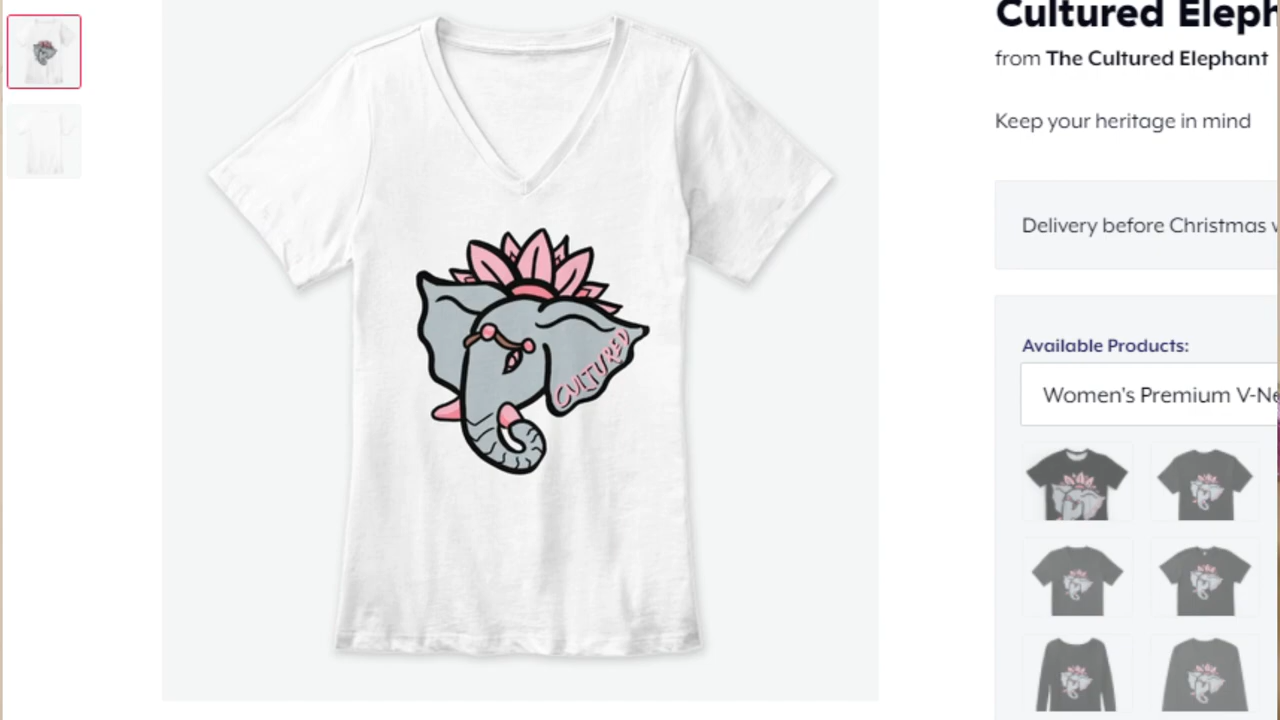 Cultured Eleph
from The Cultured Elephant
Keep your heritage in mind
Delivery before Christmas w
Available Products:
Women's Premium V-Ne
CULTURED